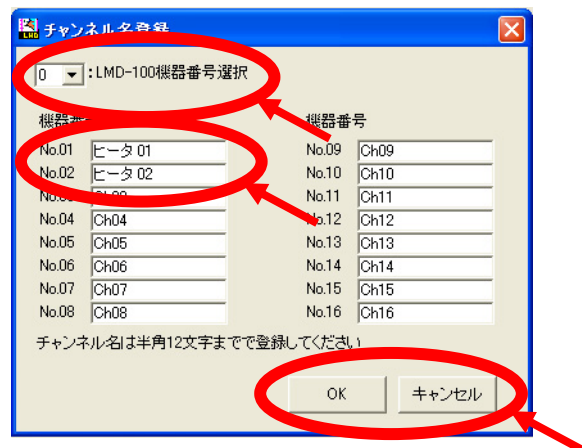 チャンネル名登録
0 :LMD-100機器番号選択
機器番 機器番号
No.01 ヒータ 01 No.09 Ch09
No.02 ヒータ 02 No.10 Ch10
No.11 Ch11
No.04 Ch04 No.12 Ch12
No.05 Ch05 No.13 Ch13
No.06 Ch06 No.14 Ch14
No.07 Ch07 No.15 Ch15
No.08 Ch08 No.16 Ch16
チャンネル名は半角12文字までで登録してください
OK キャンセル